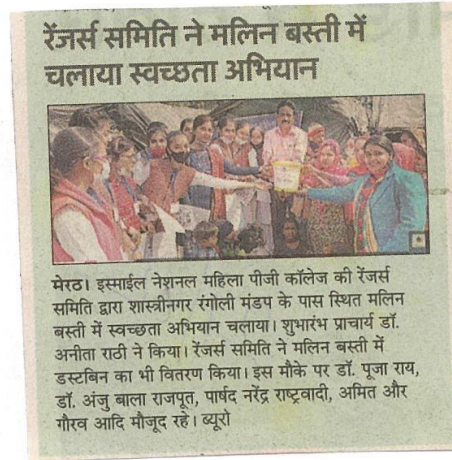 रेंजर्स समिति ने मलिन बस्ती में
चलाया स्वच्छता अभियान
मेरठ। इस्माईल नेशनल महिला पीजी कॉलेज की रेंजर्स
समिति द्वारा शास्त्रीनगर रंगोली मंडप के पास स्थित मलिन
बस्ती में स्वच्छता अभियान चलाया। शुभारंभ प्राचार्य डॉ.
अनीता राठी ने किया। रेंजर्स समिति ने मलिन बस्ती में
डस्टबिन का भी वितरण किया। इस मौके पर डॉ. पूजा राय,
डॉ. अंजु बाला राजपूत, पार्षद नरेंद्र राष्ट्रवादी, अमित और
गौरव आदि मौजूद रहे। ब्यूरो